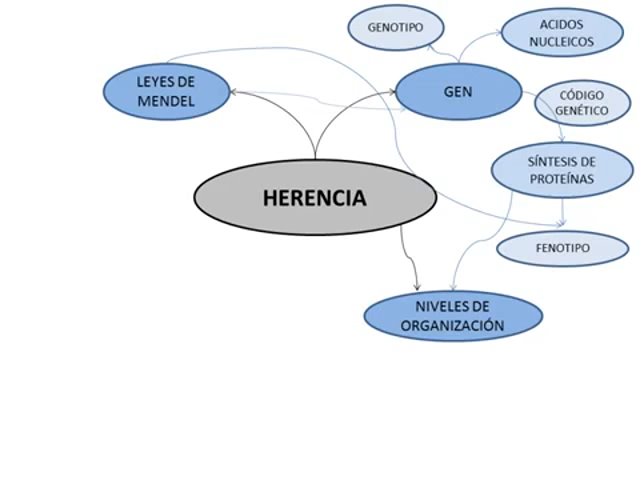 GENOTIPO
ACIDOS
NUCLEICOS
LEYES DE
MENDEL
GEN
CÓDIGO
GENÉTICO
SÍNTESIS DE
PROTEÍNAS
HERENCIA
FENOTIPO
NIVELES DE
ORGANIZACIÓN